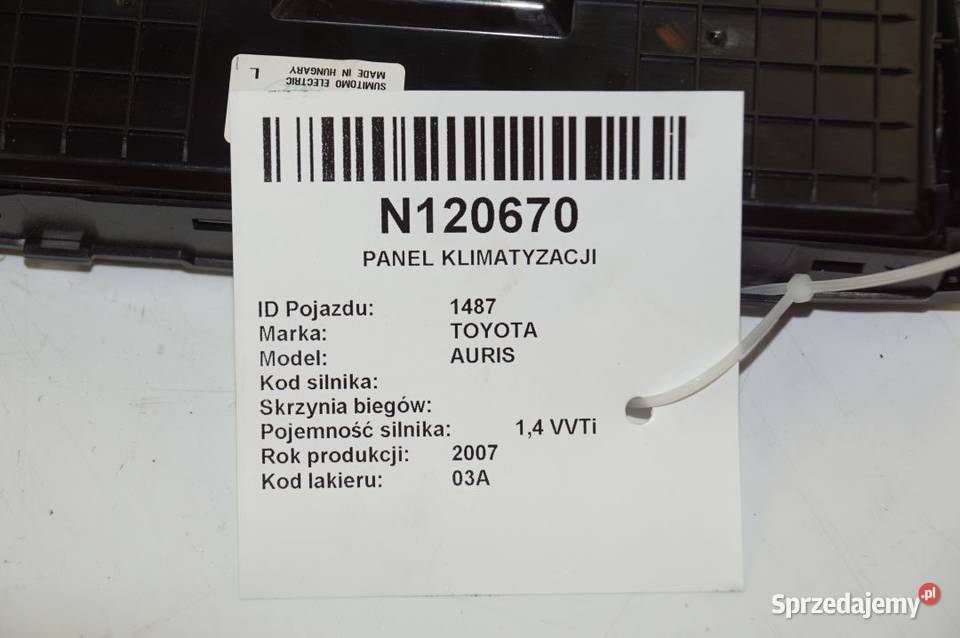 SUMITOMO ELECTRIC
MADE IN HUNGARY
L
N120670
PANEL KLIMATYZACJI
ID Pojazdu: 1487
Marka: TOYOTA
Model: AURIS
Kod silnika:
Skrzynia biegów:
Pojemność silnika: 1,4 VVTi
Rok produkcji: 2007
Kod lakieru: 03A
Sprzedajemy.pl